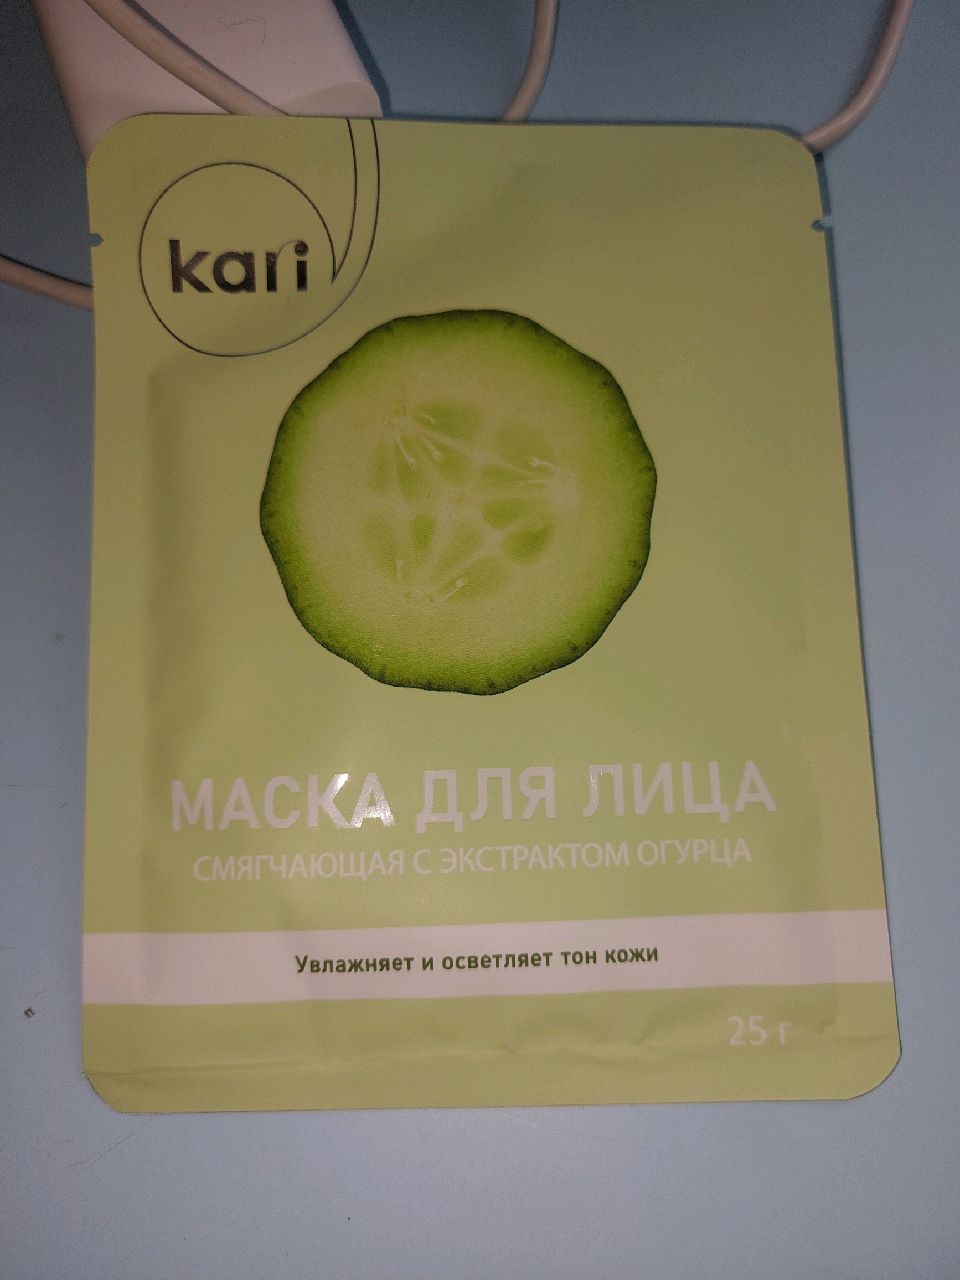 kari
МАСКА ДЛЯ ЛИЦА
СМЯГЧАЮЩАЯ С ЭКСТРАКТОМ ОГУРЦА
Увлажняет и осветляет тон кожи
25 г